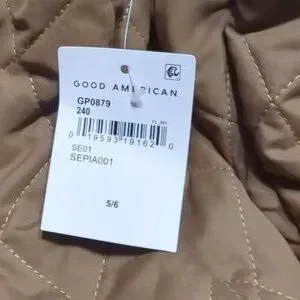 GOOD AMERICAN
GP0879
240
0 19593 19162 0
SE01
SEPIA001
5/6